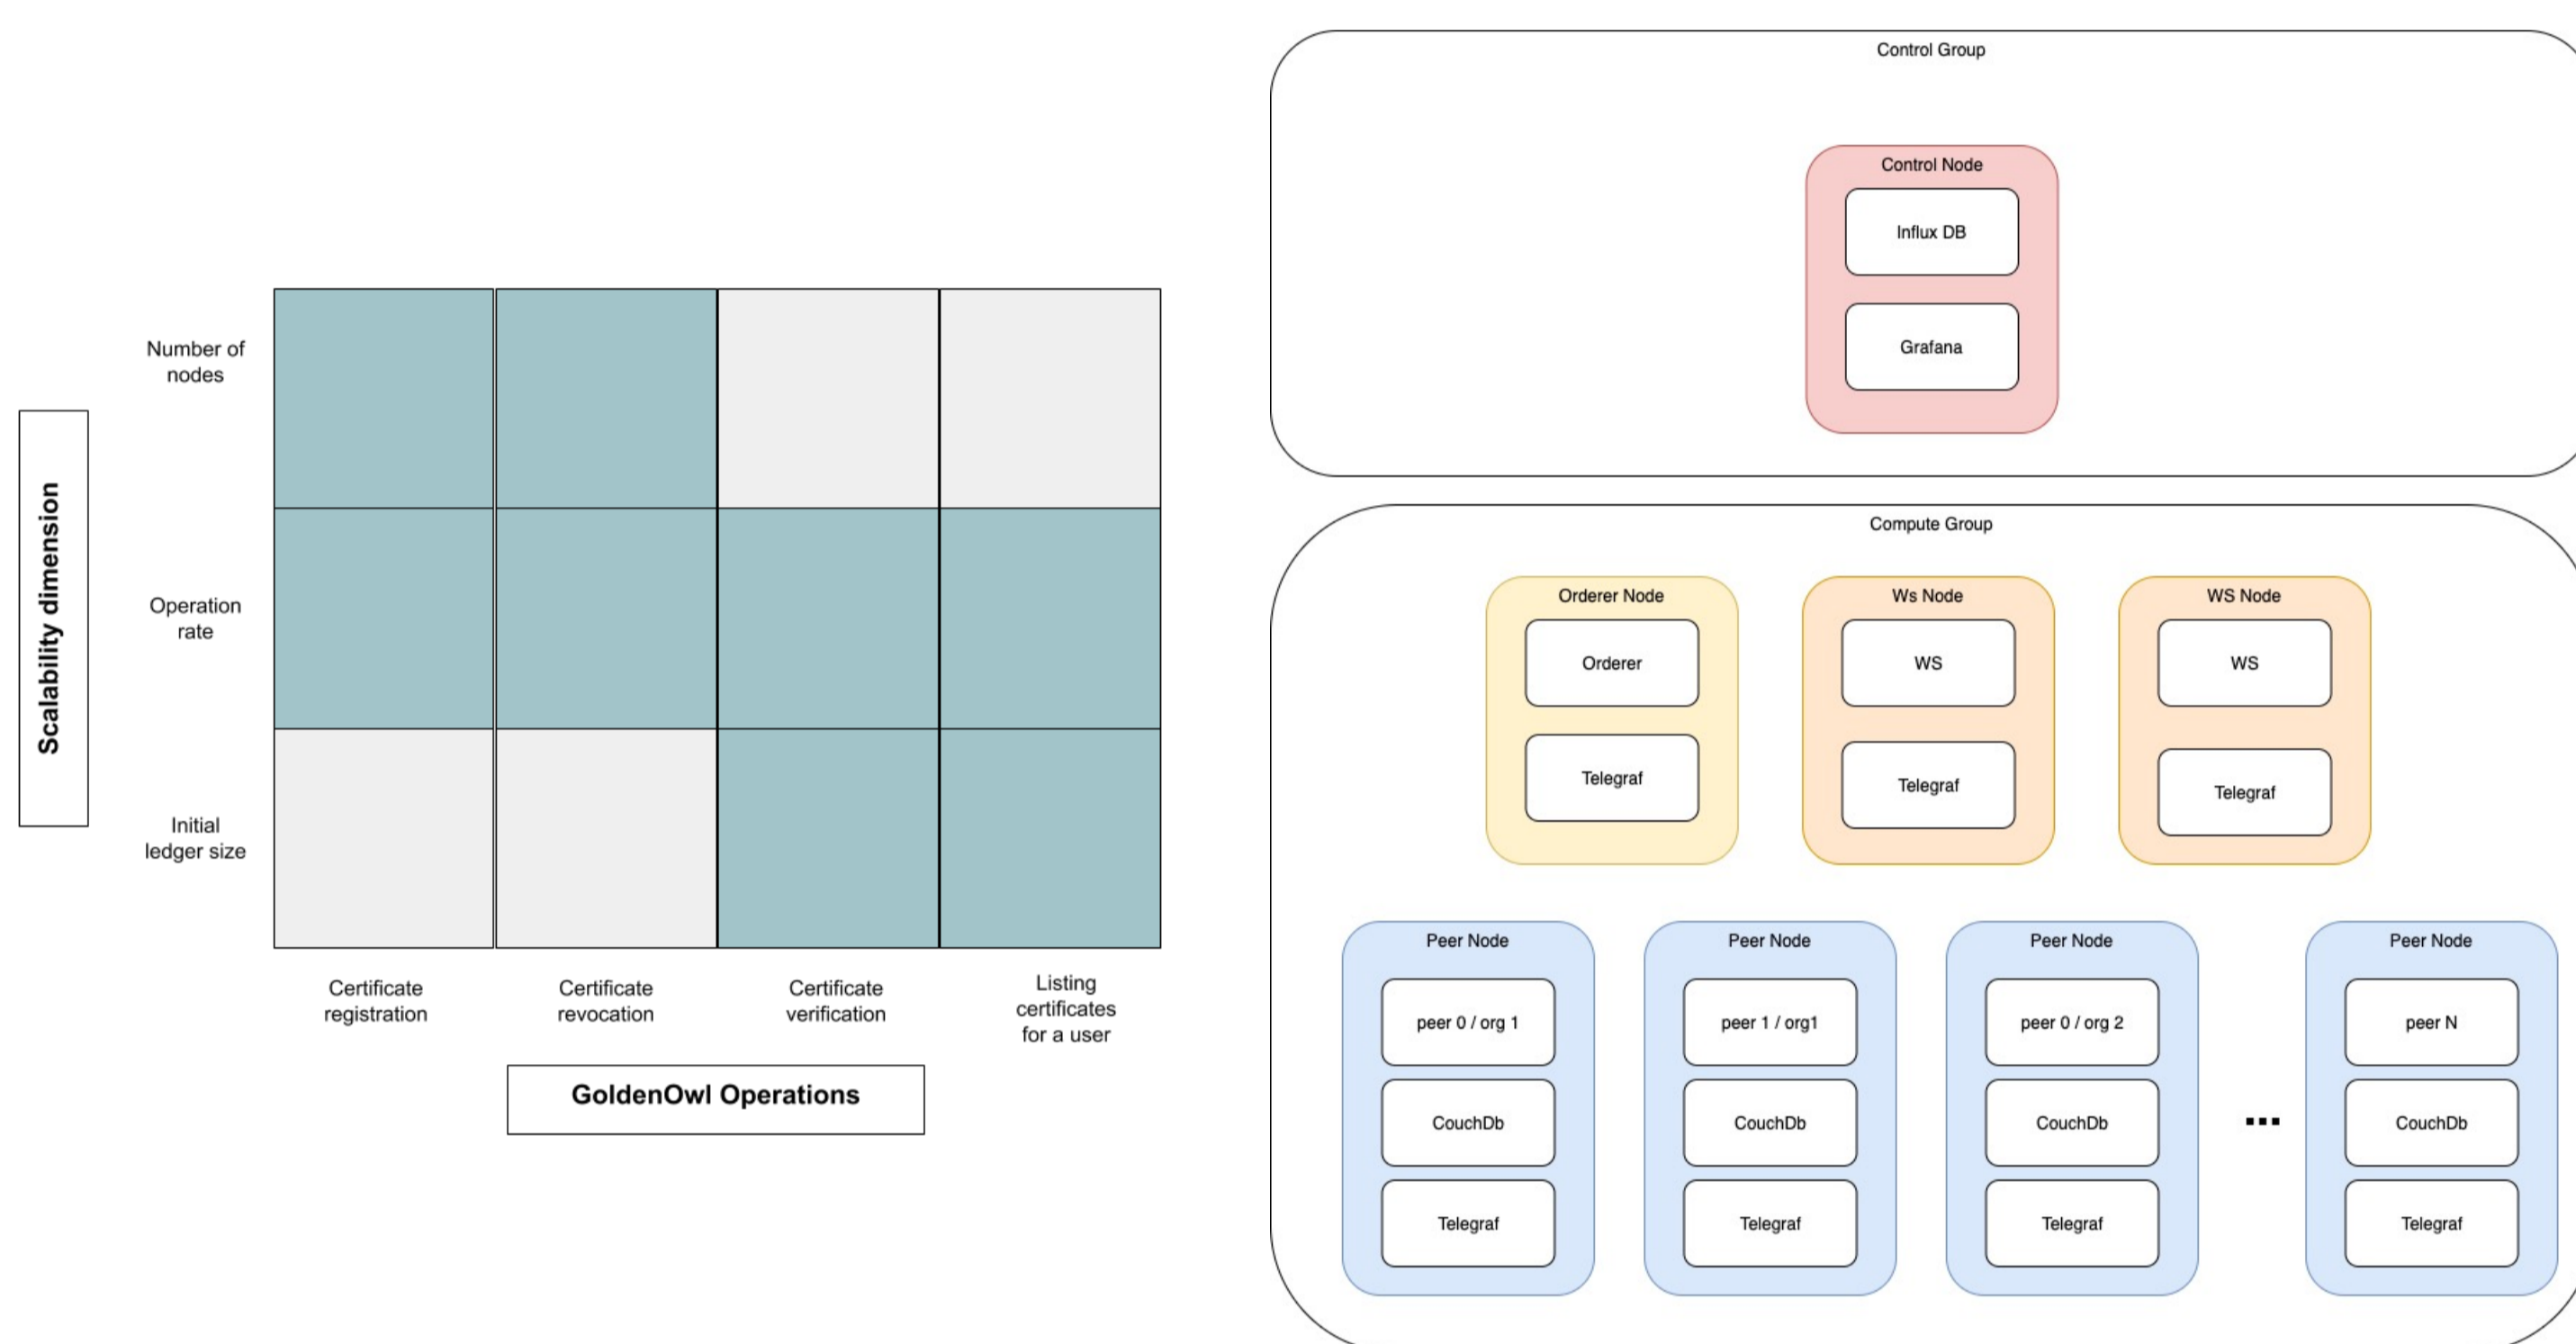 Scalability dimension
Number of
nodes
Operation
rate
Initial
ledger size
Certificate
registration
Certificate
revocation
Certificate
verification
Listing
certificates
for a user
GoldenOwl Operations
Control Group
Control Node
Influx DB
Grafana
Compute Group
Orderer Node
Orderer
Telegraf
Ws Node
WS
Telegraf
WS Node
WS
Telegraf
Peer Node
peer 0 / org 1
CouchDb
Telegraf
Peer Node
peer 1 / org1
CouchDb
Telegraf
Peer Node
peer 0 / org 2
CouchDb
Telegraf
...
Peer Node
peer N
CouchDb
Telegraf